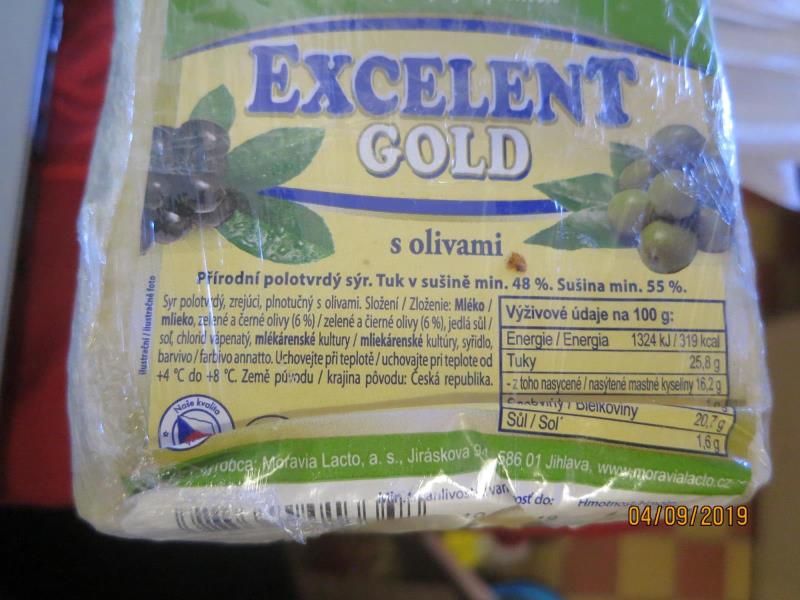 EXCELENT
GOLD
s olivami
Přírodní polotvrdý sýr. Tuk v sušině min. 48 %. Sušina min. 55 %.
Syr polotvrdý, zrejúci, plnotučný s olivami. Složení / Zloženie: Mléko /
mlieko, zelené a černé olivy (6 %) / zelené a čierné olivy (6 %), jedlá sůl /
soľ, chlorid vápenatý, mlékárenské kultury / mliekárenské kultúry, syřidlo,
barvivo / farbivo annatto. Uchovejte při teplotě / uchovajte pri teplote od
+4 °C do +8 °C. Země původu / krajina pôvodu: Česká republika.
ilustrační / ilustračné foto
Výživové údaje na 100 g:
Energie / Energia 1324 kJ / 319 kcal
Tuky 25,8 g
- z toho nasycené / nasýtené mastné kyseliny 16,2 g
/ Bielkoviny 20,7 g
Sůl / Soľ 1,6 g
Naše kvalita
Moravia Lacto, a. s., Jiráskova 586 01 Jihlava, www.moravialacto.cz
do:
04/09/2019